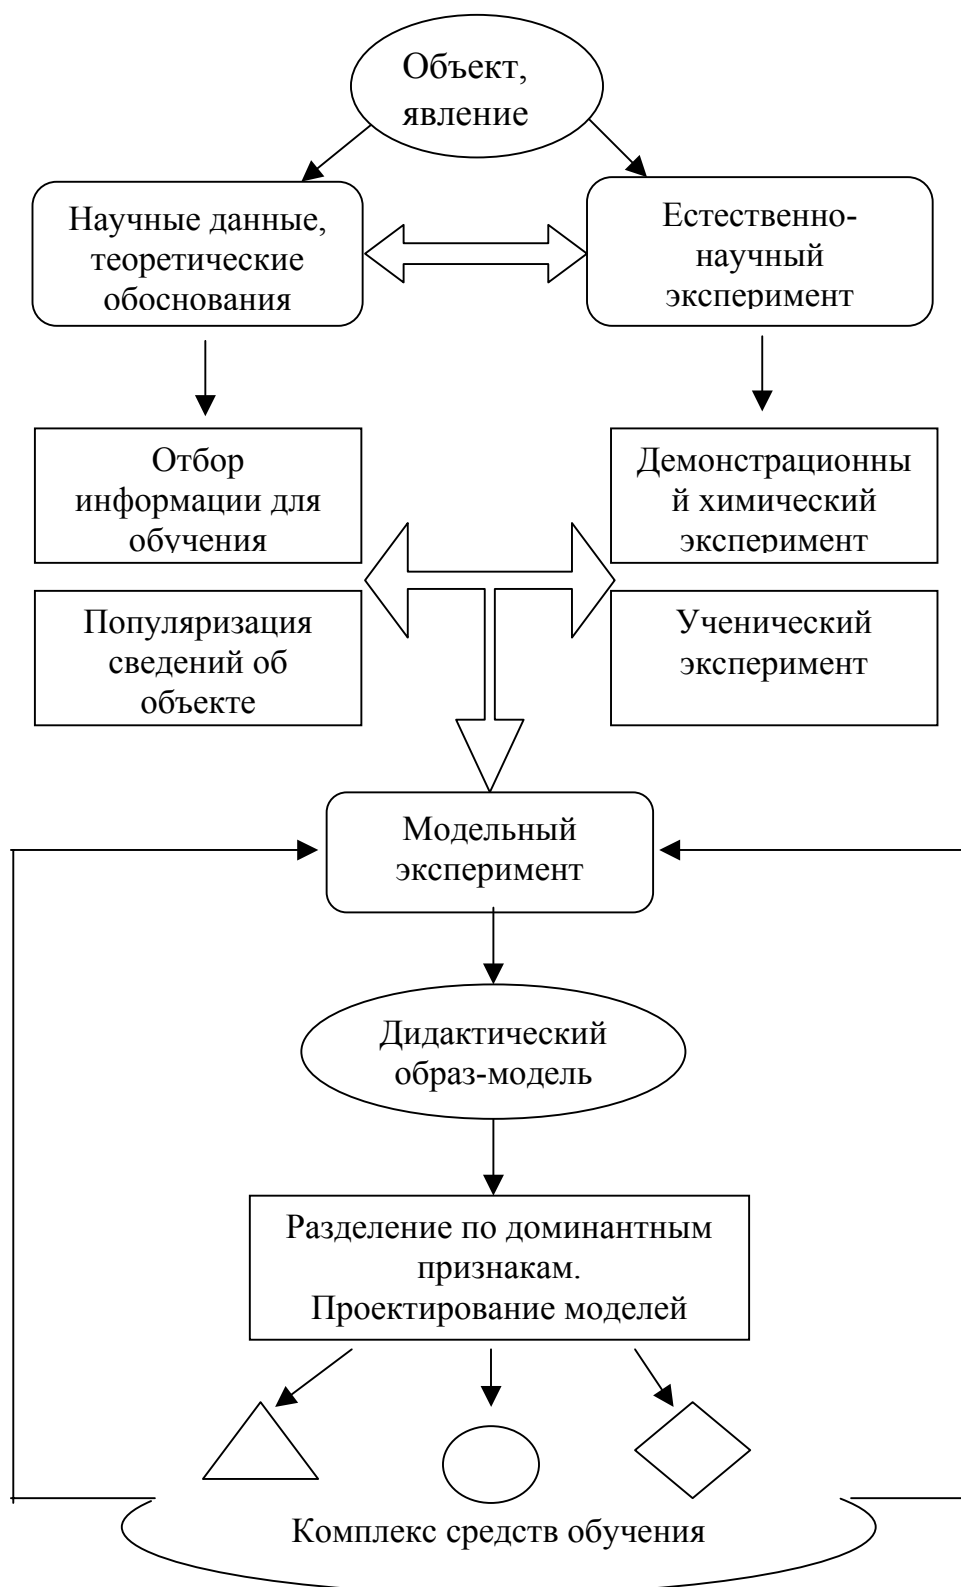 Объект,
явление
Научные данные,
теоретические
обоснования
Естественно-
научный
эксперимент
Отбор
информации для
обучения
Демонстрационны
й химический
эксперимент
Популяризация
сведений об
объекте
Ученический
эксперимент
Модельный
эксперимент
Дидактический
образ-модель
Разделение по доминантным
признакам.
Проектирование моделей
Комплекс средств обучения